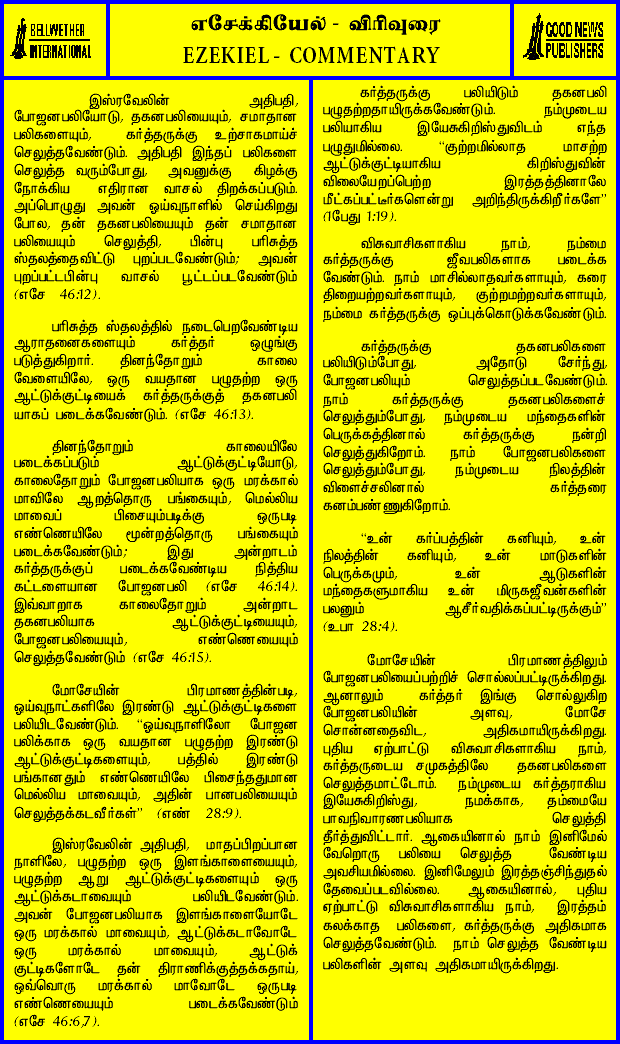 BELLWETHER
INTERNATIONAL
எசேக்கியேல் - விரிவுரை
EZEKIEL - COMMENTARY
GOOD NEWS
PUBLISHERS
இஸ்ரவேலின் அதிபதி,
போஜனபலியோடு, தகனபலியையும், சமாதான
பலிகளையும், கர்த்தருக்கு உற்சாகமாய்ச்
செலுத்தவேண்டும். அதிபதி இந்தப் பலிகளை
செலுத்த வரும்போது, அவனுக்கு கிழக்கு
நோக்கிய எதிரான வாசல் திறக்கப்படும்.
அப்பொழுது அவன் ஓய்வுநாளில் செய்கிறது
போல, தன் தகனபலியையும் தன் சமாதான
பலியையும் செலுத்தி, பின்பு பரிசுத்த
ஸ்தலத்தைவிட்டு புறப்படவேண்டும்; அவன்
புறப்பட்டபின்பு வாசல் பூட்டப்படவேண்டும்
(எசே 46:12).
பரிசுத்த ஸ்தலத்தில் நடைபெறவேண்டிய
ஆராதனைகளையும் கர்த்தர் ஒழுங்கு
படுத்துகிறார். தினந்தோறும் காலை
வேளையிலே, ஒரு வயதான பழுதற்ற ஒரு
ஆட்டுக்குட்டியைக் கர்த்தருக்குத் தகனபலி
யாகப் படைக்கவேண்டும். (எசே 46:13).
தினந்தோறும் காலையிலே
படைக்கப்படும் ஆட்டுக்குட்டியோடு,
காலைதோறும் போஜனபலியாக ஒரு மரக்கால்
மாவிலே ஆறத்தொரு பங்கையும், மெல்லிய
மாவைப் பிசையும்படிக்கு ஒருபடி
எண்ணெயிலே மூன்றத்தொரு பங்கையும்
படைக்கவேண்டும்; இது அன்றாடம்
கர்த்தருக்குப் படைக்கவேண்டிய நித்திய
கட்டளையான போஜனபலி (எசே 46:14).
இவ்வாறாக காலைதோறும் அன்றாட
தகனபலியாக ஆட்டுக்குட்டியையும்,
போஜனபலியையும், எண்ணெயையும்
செலுத்தவேண்டும் (எசே 46:15).
மோசேயின் பிரமாணத்தின்படி,
ஓய்வுநாட்களிலே இரண்டு ஆட்டுக்குட்டிகளை
பலியிடவேண்டும். "ஓய்வுநாளிலோ போஜன
பலிக்காக ஒரு வயதான பழுதற்ற இரண்டு
ஆட்டுக்குட்டிகளையும், பத்தில் இரண்டு
பங்கானதும் எண்ணெயிலே பிசைந்ததுமான
மெல்லிய மாவையும், அதின் பானபலியையும்
செலுத்தக்கடவீர்கள்" (எண் 28:9).
இஸ்ரவேலின் அதிபதி, மாதப்பிறப்பான
நாளிலே, பழுதற்ற ஒரு இளங்காளையையும்,
பழுதற்ற ஆறு ஆட்டுக்குட்டிகளையும் ஒரு
ஆட்டுக்கடாவையும் பலியிடவேண்டும்.
அவன் போஜனபலியாக இளங்காளையோடே
ஒரு மரக்கால் மாவையும், ஆட்டுக்கடாவோடே
ஒரு மரக்கால் மாவையும், ஆட்டுக்
குட்டிகளோடே தன் திராணிக்குத்தக்கதாய்,
ஒவ்வொரு மரக்கால் மாவோடே ஒருபடி
எண்ணெயையும் படைக்கவேண்டும்
(எசே 46:6,7).
கர்த்தருக்கு பலியிடும் தகனபலி
பழுதற்றதாயிருக்கவேண்டும். நம்முடைய
பலியாகிய இயேசுகிறிஸ்துவிடம் எந்த
பழுதுமில்லை. "குற்றமில்லாத மாசற்ற
ஆட்டுக்குட்டியாகிய கிறிஸ்துவின்
விலையேறப்பெற்ற இரத்தத்தினாலே
மீட்கப்பட்டீர்களென்று அறிந்திருக்கிறீர்களே"
(1பேது 1:19).
விசுவாசிகளாகிய நாம், நம்மை
கர்த்தருக்கு ஜீவபலிகளாக படைக்க
வேண்டும். நாம் மாசில்லாதவர்களாயும், கரை
திறையற்றவர்களாயும், குற்றமற்றவர்களாயும்,
நம்மை கர்த்தருக்கு ஒப்புக்கொடுக்கவேண்டும்.
கர்த்தருக்கு தகனபலிகளை
பலியிடும்போது, அதோடு சேர்ந்து,
போஜனபலியும் செலுத்தப்படவேண்டும்.
நாம் கர்த்தருக்கு தகனபலிகளைச்
செலுத்தும்போது, நம்முடைய மந்தைகளின்
பெருக்கத்தினால் கர்த்தருக்கு நன்றி
செலுத்துகிறோம். நாம் போஜனபலிகளை
செலுத்தும்போது, நம்முடைய நிலத்தின்
விளைச்சலினால் கர்த்தரை
கனம்பண்ணுகிறோம்.
"உன் கர்ப்பத்தின் கனியும், உன்
நிலத்தின் கனியும், உன் மாடுகளின்
பெருக்கமும், உன் ஆடுகளின்
மந்தைகளுமாகிய உன் மிருகஜீவன்களின்
பலனும் ஆசீர்வதிக்கப்பட்டிருக்கும்"
(உபா 28:4).
மோசேயின் பிரமாணத்திலும்
போஜனபலியைப்பற்றிச் சொல்லப்பட்டிருக்கிறது.
ஆனாலும் கர்த்தர் இங்கு சொல்லுகிற
போஜனபலியின் அளவு, மோசே
சொன்னதைவிட, அதிகமாயிருக்கிறது.
புதிய ஏற்பாட்டு விசுவாசிகளாகிய நாம்,
கர்த்தருடைய சமுகத்திலே தகனபலிகளை
செலுத்தமாட்டோம். நம்முடைய கர்த்தராகிய
இயேசுகிறிஸ்து, நமக்காக, தம்மையே
பாவநிவாரணபலியாக செலுத்தி
தீர்த்துவிட்டார். ஆகையினால் நாம் இனிமேல்
வேறொரு பலியை செலுத்த வேண்டிய
அவசியமில்லை. இனிமேலும் இரத்தஞ்சிந்துதல்
தேவைப்படவில்லை. ஆகையினால், புதிய
ஏற்பாட்டு விசுவாசிகளாகிய நாம், இரத்தம்
கலக்காத பலிகளை, கர்த்தருக்கு அதிகமாக
செலுத்தவேண்டும். நாம் செலுத்த வேண்டிய
பலிகளின் அளவு அதிகமாயிருக்கிறது.